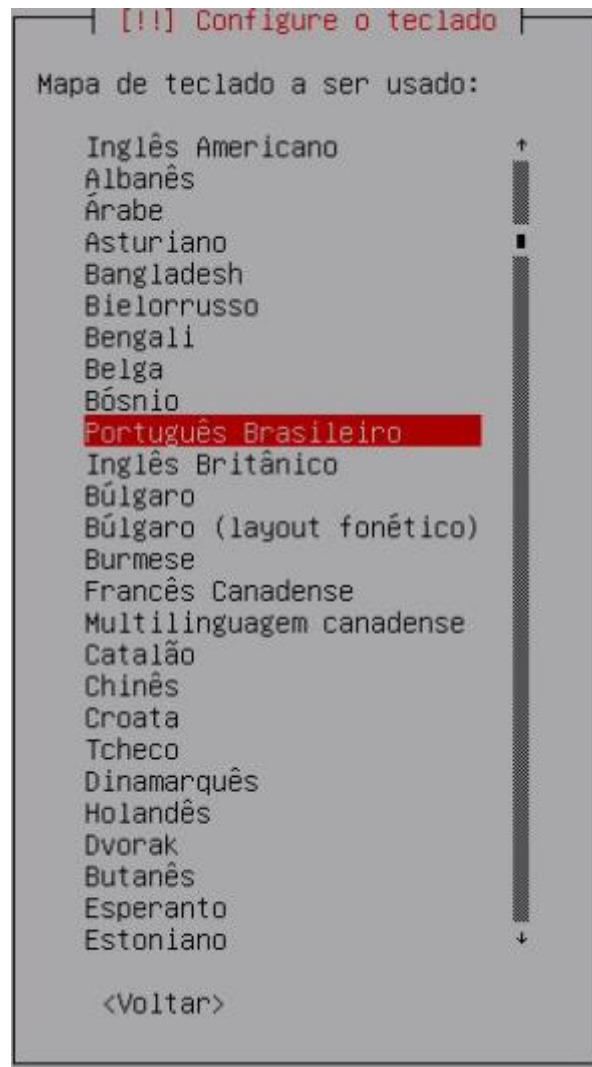 [!!] Configure o teclado
Mapa de teclado a ser usado:
Inglês Americano
Albanês
Árabe
Asturiano
Bangladesh
Bielorrusso
Bengali
Belga
Bósnio
Português Brasileiro
Inglês Britânico
Búlgaro
Búlgaro (layout fonético)
Burmese
Francês Canadense
Multilinguagem canadense
Catalão
Chinês
Croata
Tcheco
Dinamarquês
Holandês
Dvorak
Butanês
Esperanto
Estoniano
<Voltar>